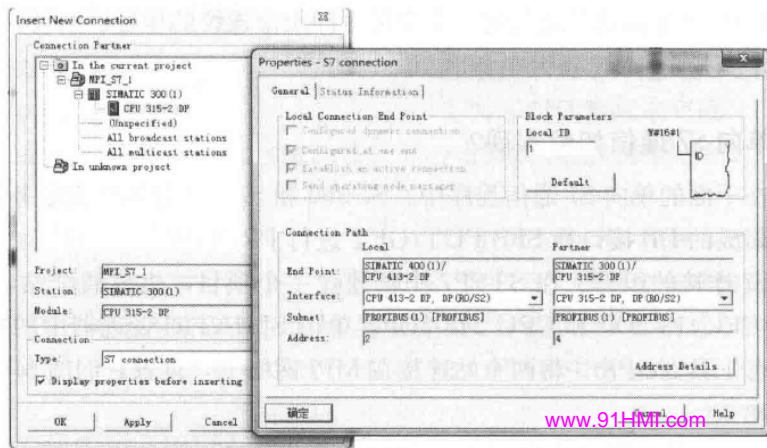 Insert New Connection
Connection Partner
In the current project
MPI_S7_1
SIMATIC 300(1)
CPU 315-2 DP
(Unspecified)
All broadcast stations
All multicast stations
In unknown project
Project: MPI_S7_1
Station: SIMATIC 300(1)
Module: CPU 315-2 DP
Connection
Type: S7 connection
Display properties before inserting
OK Apply Cancel
Properties - S7 connection
General Status Information
Local Connection End Point
Configured dynamic connection
Configured at one end
Establish an active connection
Send operating mode messages
Block Parameters
Local ID W#16#1
1 ID
Default
Connection Path
Local Partner
End Point: SIMATIC 400(1)/ SIMATIC 300(1)/
CPU 413-2 DP CPU 315-2 DP
Interface: CPU 413-2 DP, DP(R0/S2) CPU 315-2 DP, DP(R0/S2)
Subnet: PROFIBUS(1) [PROFIBUS] PROFIBUS(1) [PROFIBUS]
Address: 2 4
Address Details
确定 Cancel Help
www.91HMI.com